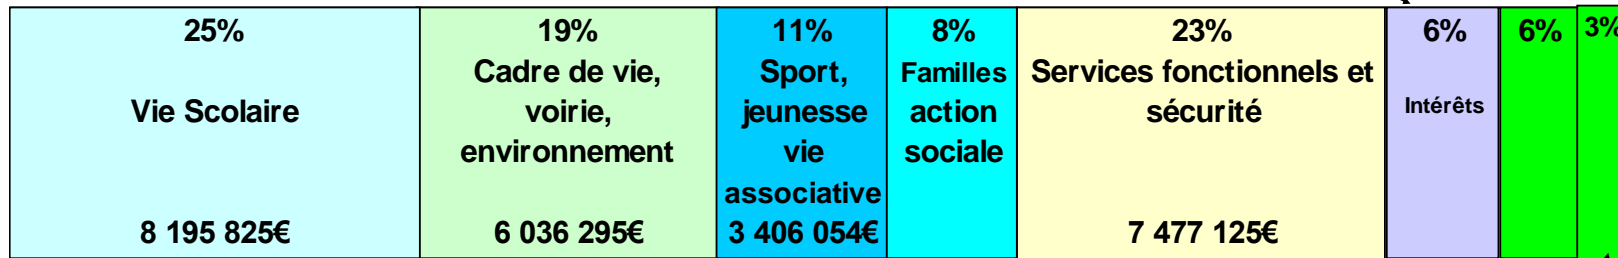 25%
Vie Scolaire
8 195 825€
19%
Cadre de vie,
voirie,
environnement
6 036 295€
11%
Sport,
jeunesse
vie
associative
3 406 054€
8%
Familles
action
sociale
23%
Services fonctionnels et
sécurité
7 477 125€
6%
Intérêts
6%
3%